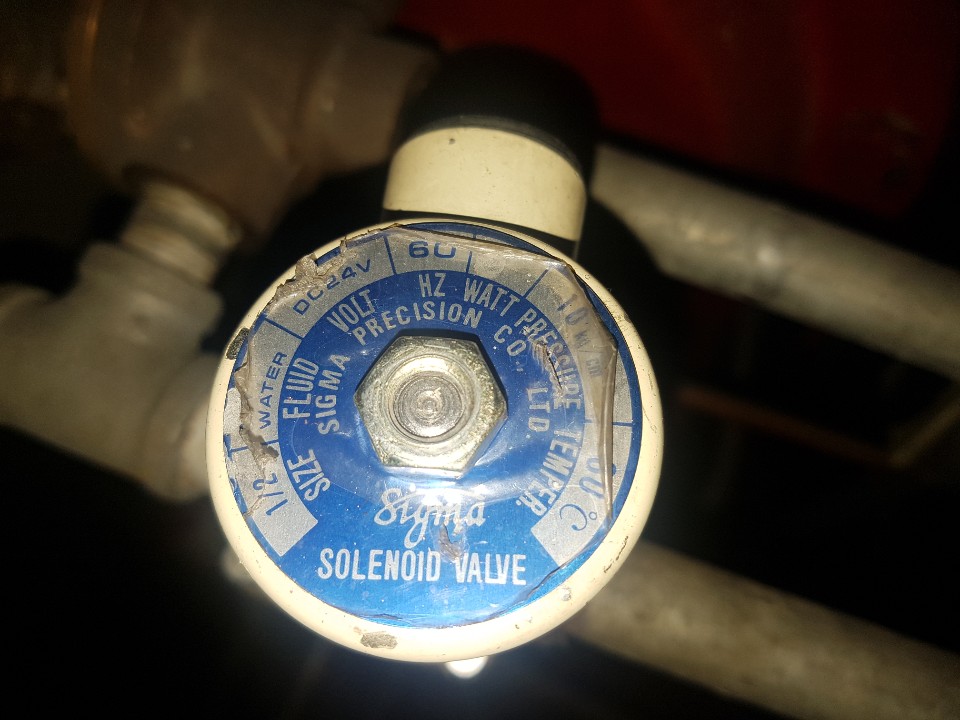 1/2 WATER DC24V 60
SIZE FLUID VOLT HZ WATT PRESSURE TEMPER.
SIGMA PRECISION CO., LTD
Sigma
SOLENOID VALVE